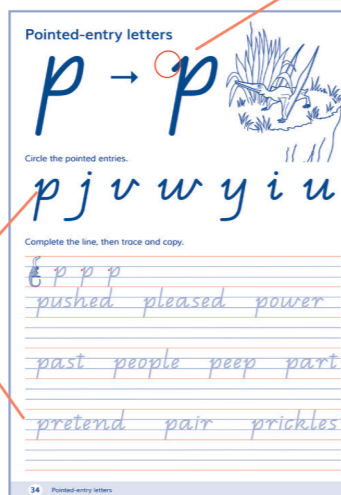 Pointed-entry letters
p → p
Circle the pointed entries.
p j v w y i u
Complete the line, then trace and copy.
p p p
pushed pleased power
past people peep part
pretend pair prickles
34 Pointed-entry letters